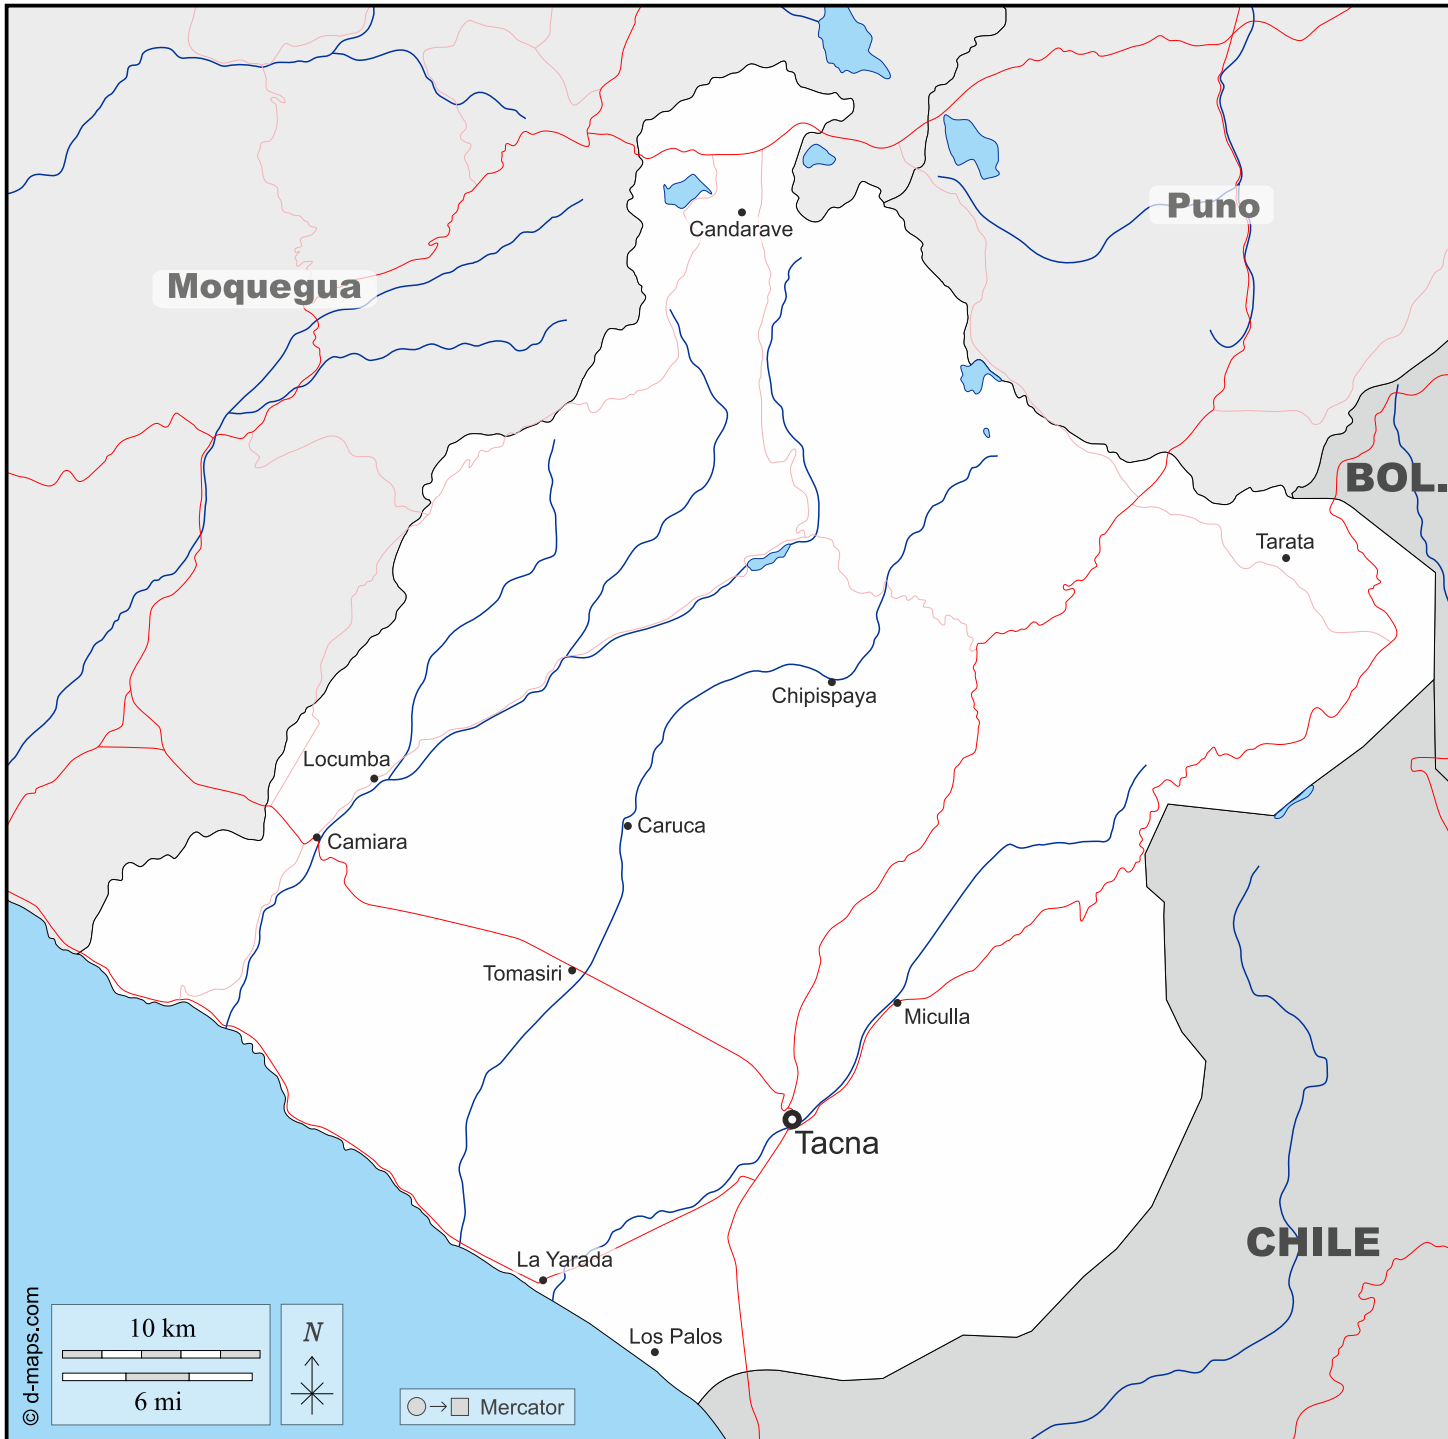 Puno
Candarave
Moquegua
BOL.
Tarata
Chipispaya
Locumba
Caruca
Camiara
Tomasiri
Miculla
Tacna
CHILE
La Yarada
Los Palos
10 km
6 mi
N
Mercator
© d-maps.com